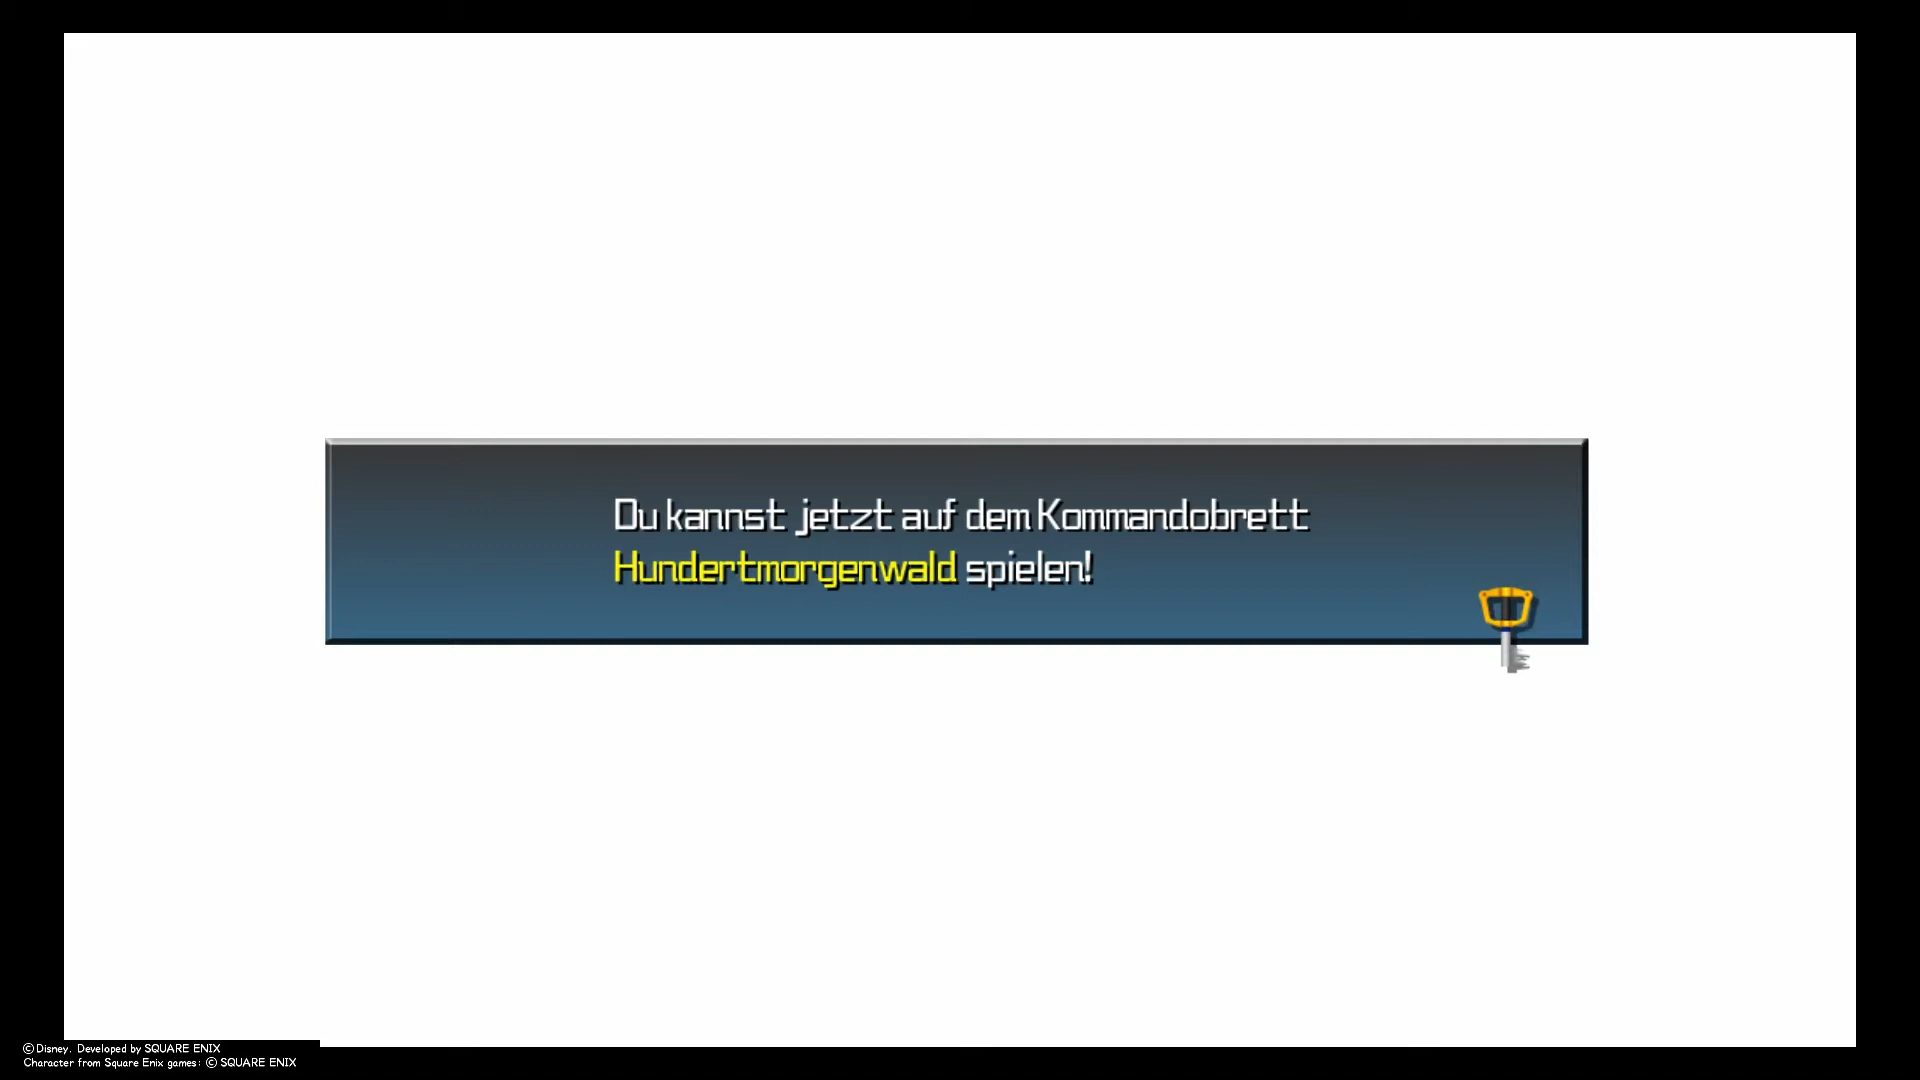 Du kannst jetzt auf dem Kommandobrett
Hundertmorgenwald spielen!
©Disney. Developed by SQUARE ENIX
Character from Square Enix games: © SQUARE ENIX